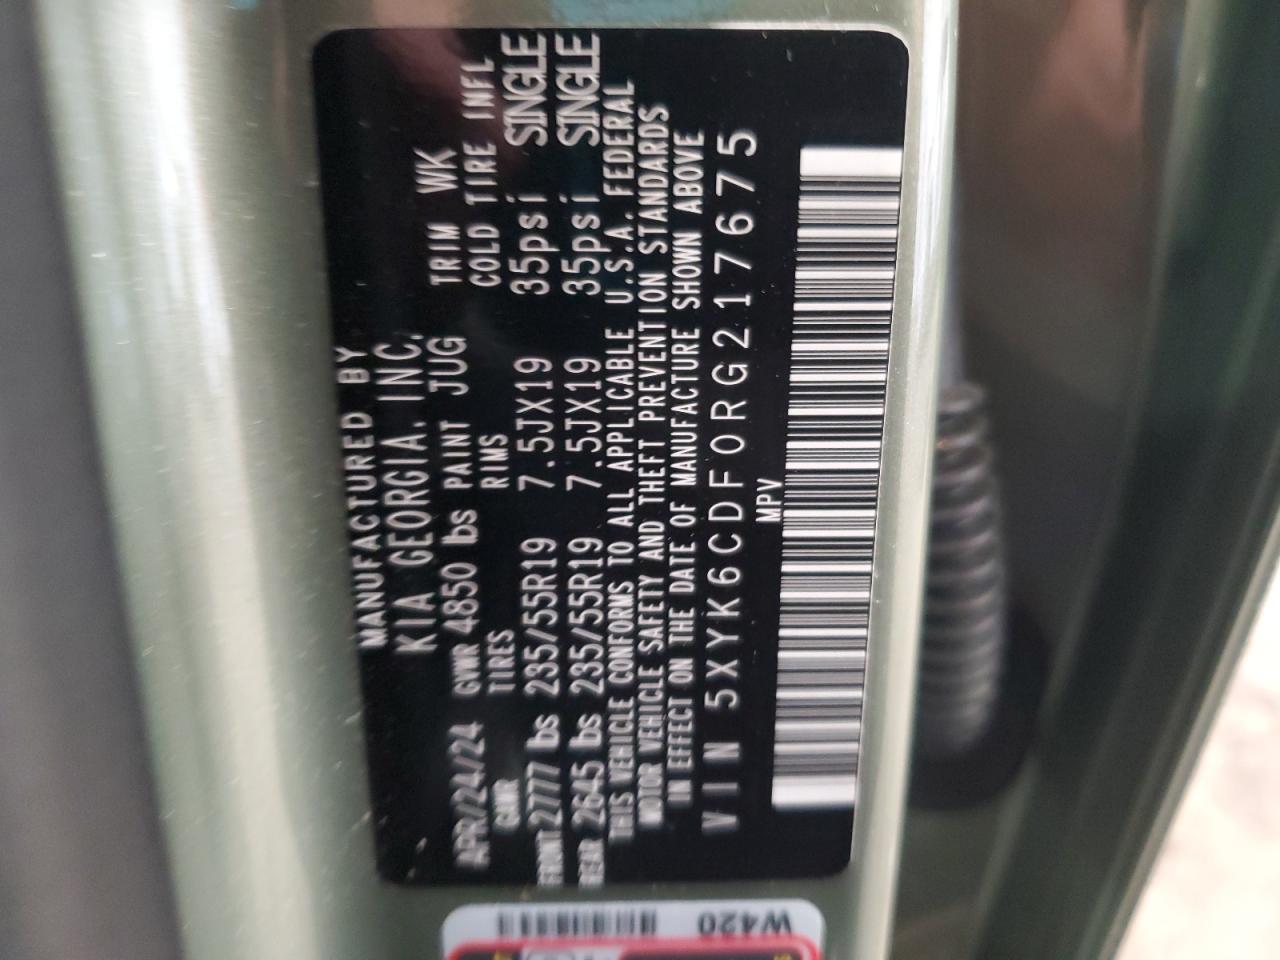 MANUFACTURED BY
KIA GEORGIA, INC.
APR/24/24 GVWR 4850 lbs PAINT JUG TRIM WK
GAWR TIRES RIMS COLD TIRE INFL
FRONT 2777 lbs 235/55R19 7.5JX19 35psi SINGLE
REAR 2645 lbs 235/55R19 7.5JX19 35psi SINGLE
THIS VEHICLE CONFORMS TO ALL APPLICABLE U.S.A. FEDERAL
MOTOR VEHICLE SAFETY AND THEFT PREVENTION STANDARDS
IN EFFECT ON THE DATE OF MANUFACTURE SHOWN ABOVE
VIN 5XYK6CDF0RG217675
MPV
W420